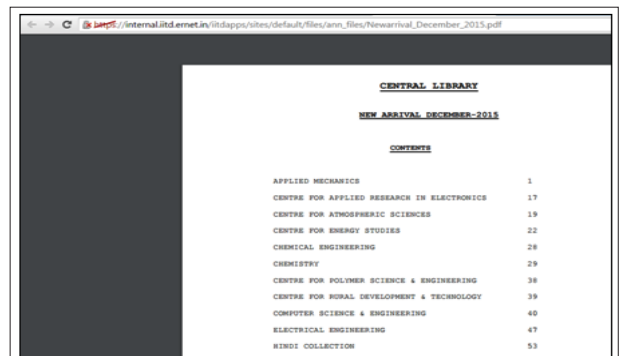 https://internal.iitd.ernet.in/iitdapps/sites/default/files/ann_files/Newarrival_December_2015.pdf
CENTRAL LIBRARY
NEW ARRIVAL DECEMBER-2015
CONTENTS
APPLIED MECHANICS 1
CENTRE FOR APPLIED RESEARCH IN ELECTRONICS 17
CENTRE FOR ATMOSPHERIC SCIENCES 19
CENTRE FOR ENERGY STUDIES 22
CHEMICAL ENGINEERING 28
CHEMISTRY 29
CENTRE FOR POLYMER SCIENCE & ENGINEERING 38
CENTRE FOR RURAL DEVELOPMENT & TECHNOLOGY 39
COMPUTER SCIENCE & ENGINEERING 40
ELECTRICAL ENGINEERING 47
HINDI COLLECTION 53